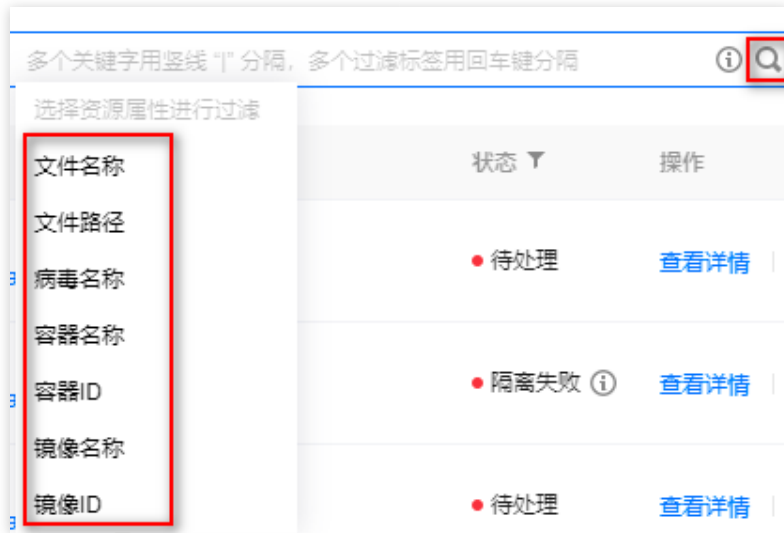 多个关键字用竖线 "|" 分隔，多个过滤标签用回车键分隔
选择资源属性进行过滤
文件名称
状态
操作
文件路径
病毒名称
待处理
查看详情
容器名称
容器ID
隔离失败
查看详情
镜像名称
镜像ID
待处理
查看详情